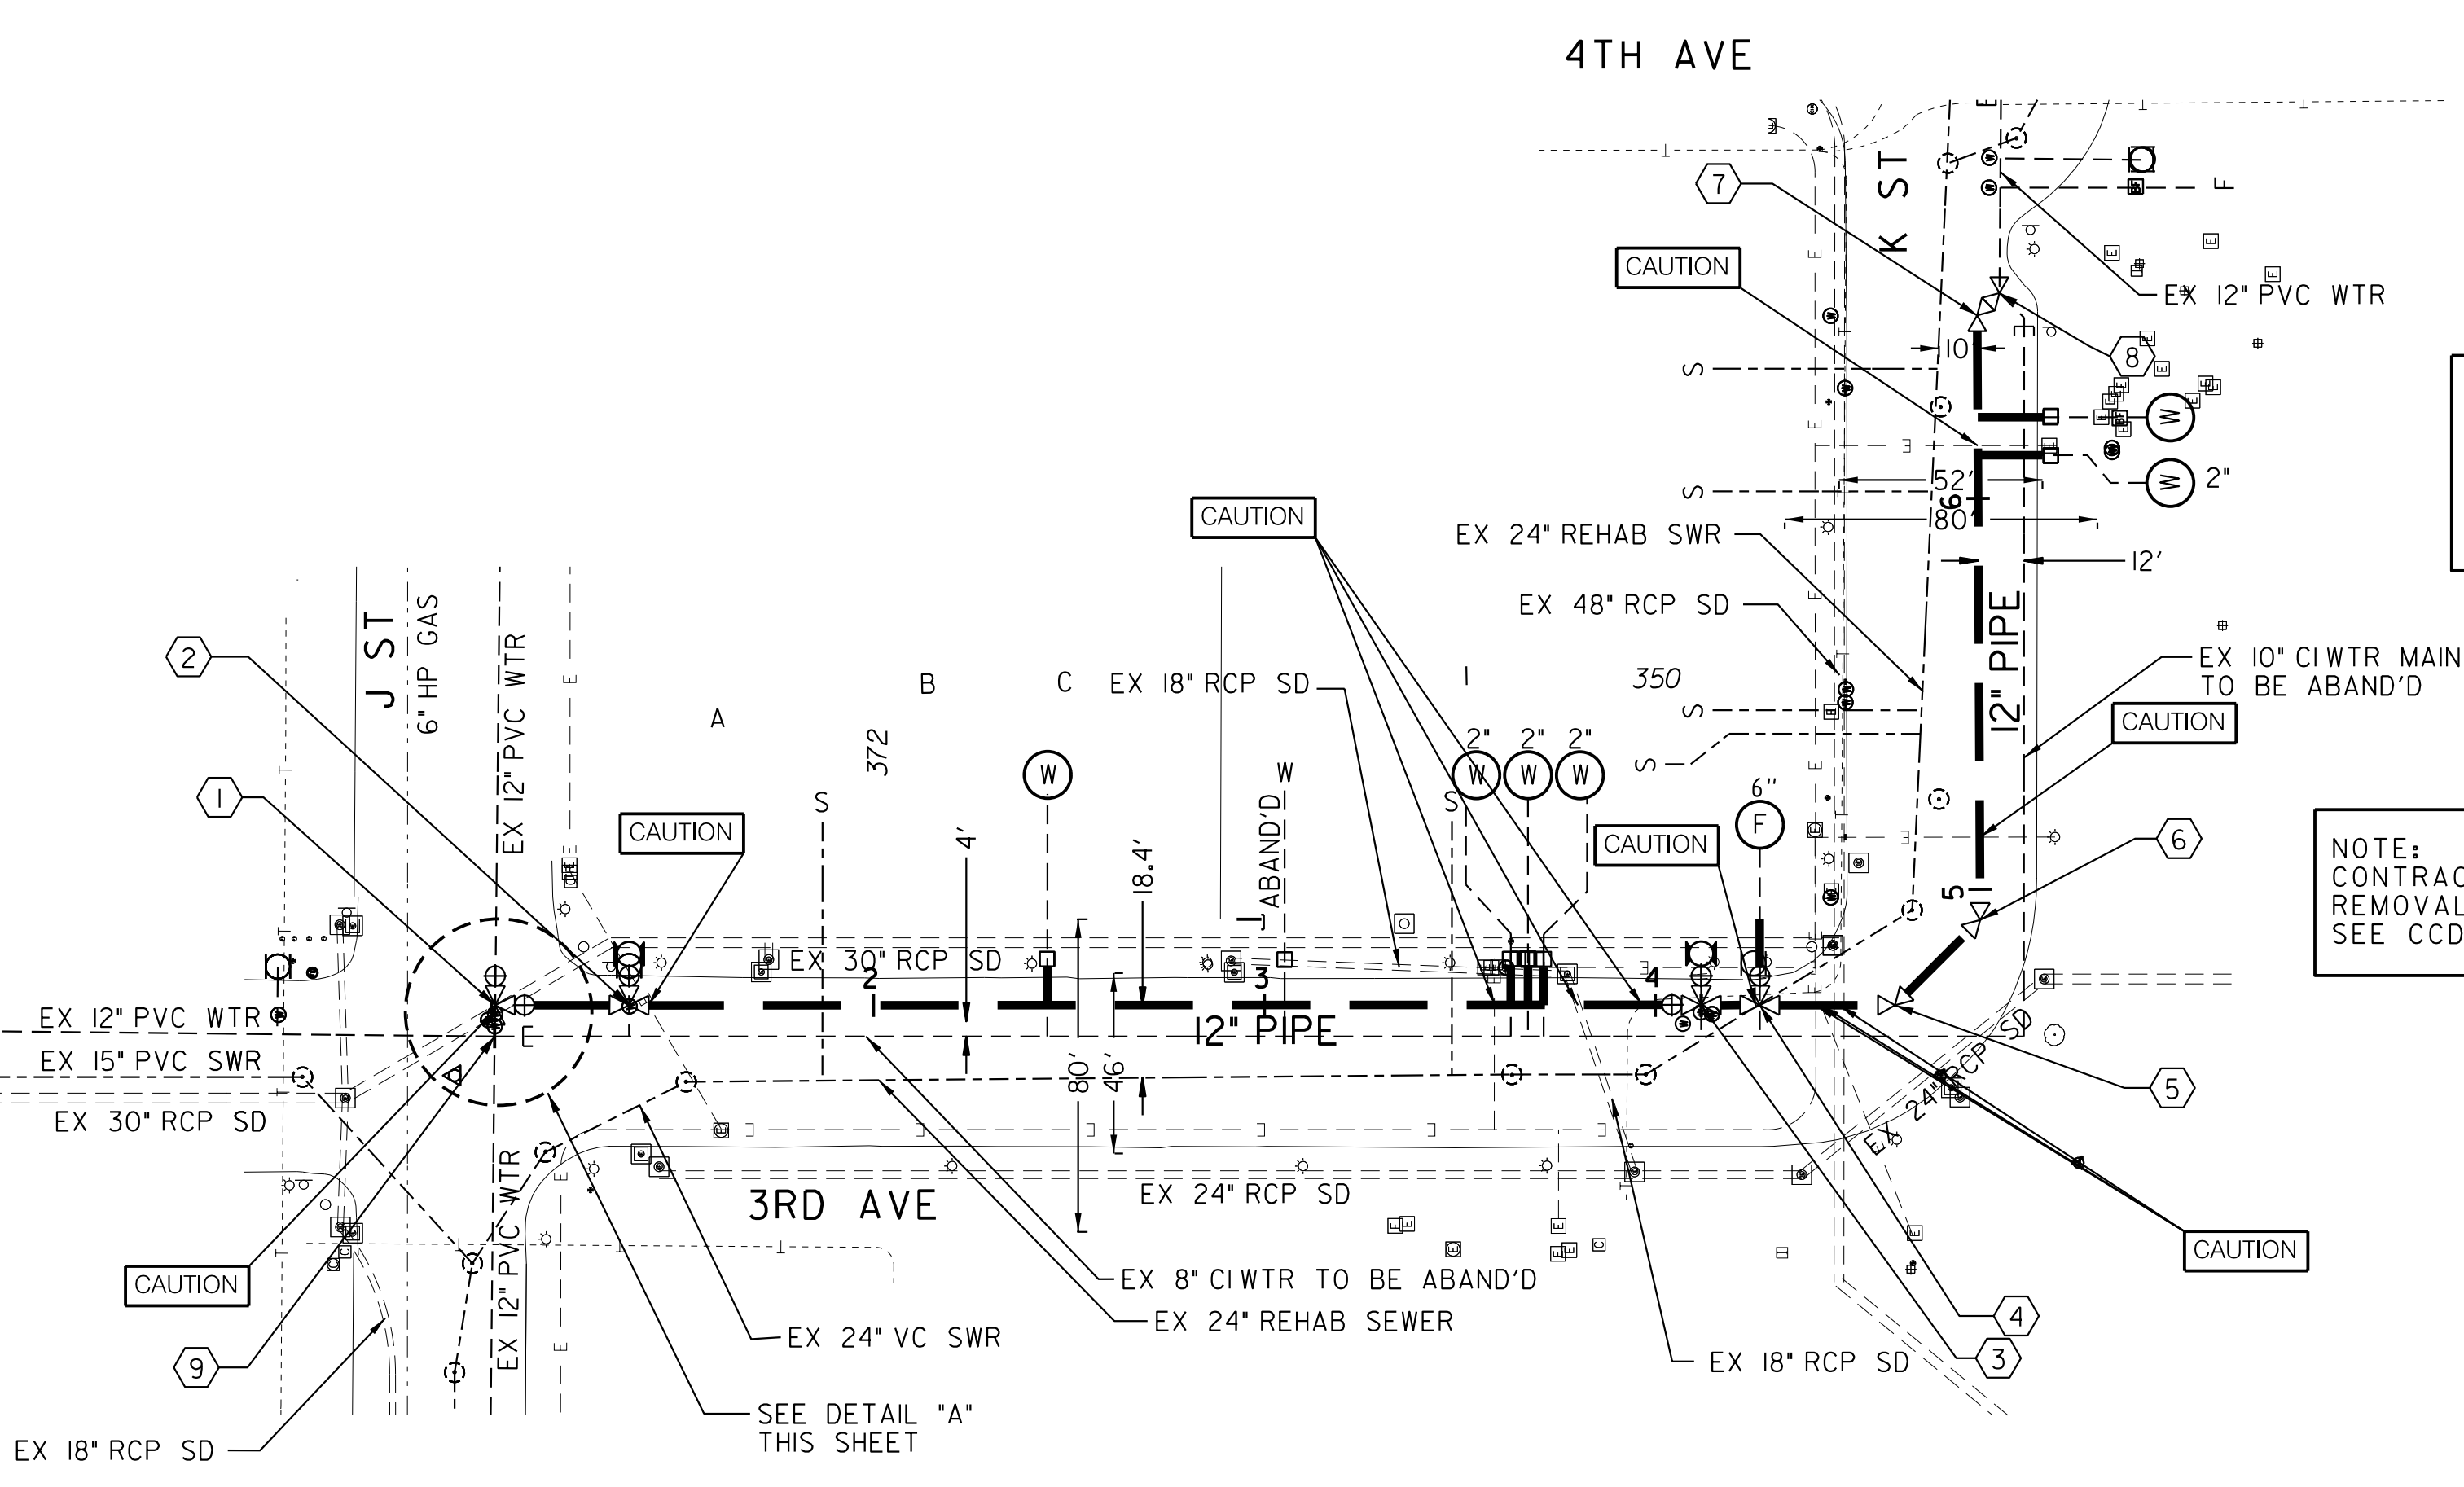 4TH AVE
K ST
7
CAUTION
EX 12" PVC WTR
8
10'
S
W
W
2"
S
52'
6
80'
12'
CAUTION
EX 24" REHAB SWR
EX 48" RCP SD
12" PIPE
EX 10" CI WTR MAIN
TO BE ABAND'D
CAUTION
J ST
6" HP GAS
EX 12" PVC WTR
2
1
A
B
C
372
EX 18" RCP SD
1
350
S
S
2"
2"
2"
W
W
W
W
W
6"
F
CAUTION
CAUTION
S
4'
18.4'
ABAND'D
S
6
5
NOTE:
CONTRAC
REMOVAL
SEE CCD
EX 30" RCP SD
2
3
4
12" PIPE
EX 12" PVC WTR
EX 15" PVC SWR
EX 30" RCP SD
80'
46'
EX 24" RCP SD
5
EX 12" PVC WTR
3RD AVE
EX 24" RCP SD
CAUTION
CAUTION
EX 8" CI WTR TO BE ABAND'D
EX 24" REHAB SEWER
EX 24" VC SWR
9
4
3
EX 18" RCP SD
SEE DETAIL "A"
THIS SHEET
EX 18" RCP SD